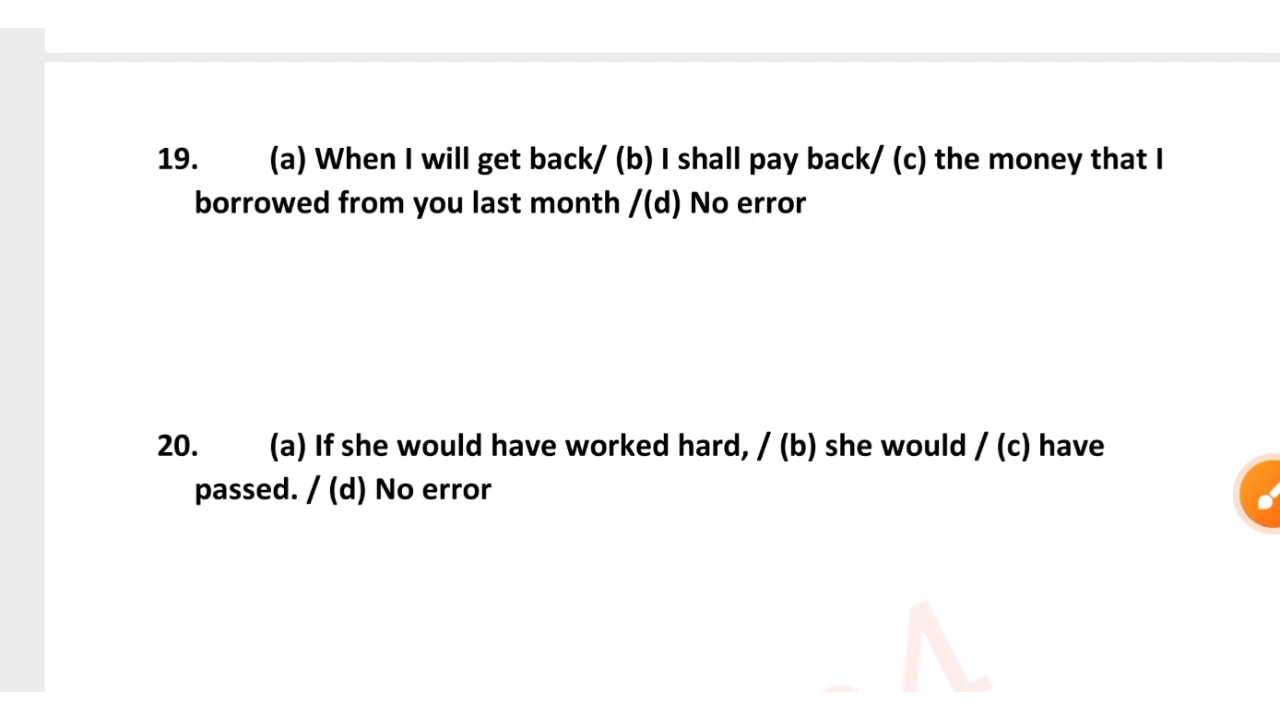 19. (a) When I will get back/ (b) I shall pay back/ (c) the money that I
borrowed from you last month /(d) No error
20. (a) If she would have worked hard, / (b) she would / (c) have
passed. / (d) No error